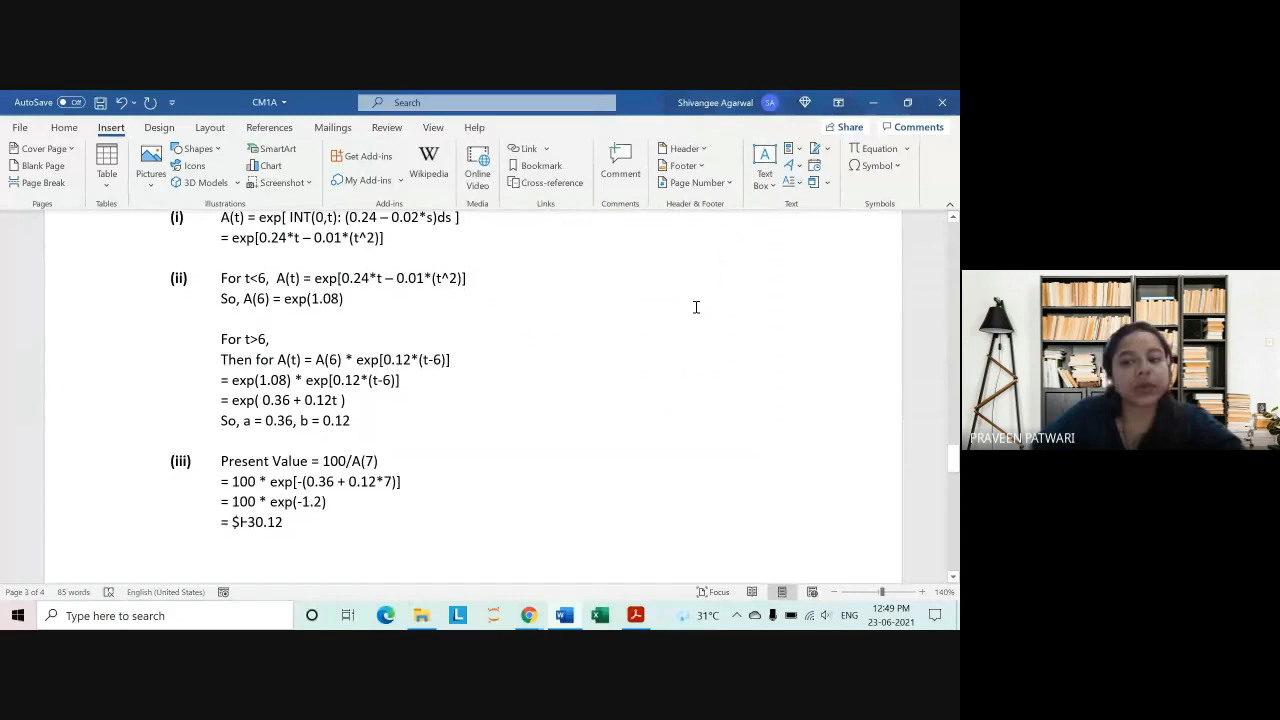 AutoSave Off CM1A Search Shivangee Agarwal SA
File Home Insert Design Layout References Mailings Review View Help Share Comments
Cover Page
Blank Page
Page Break
Pages
Table
Tables
Pictures
Shapes
Icons
3D Models
SmartArt
Chart
Screenshot
Illustrations
Get Add-ins
My Add-ins
Wikipedia
Add-ins
Online
Video
Media
Link
Bookmark
Cross-reference
Links
Comment
Comments
Header
Footer
Page Number
Header & Footer
Text
Box
Text
Equation
Symbol
Symbols
(i) A(t) = exp[ INT(0,t): (0.24 – 0.02*s)ds ]
= exp[0.24*t – 0.01*(t^2)]
(ii) For t<6, A(t) = exp[0.24*t – 0.01*(t^2)]
So, A(6) = exp(1.08)
For t>6,
Then for A(t) = A(6) * exp[0.12*(t-6)]
= exp(1.08) * exp[0.12*(t-6)]
= exp( 0.36 + 0.12t )
So, a = 0.36, b = 0.12
(iii) Present Value = 100/A(7)
= 100 * exp[-(0.36 + 0.12*7)]
= 100 * exp(-1.2)
= $30.12
PRAVEEN PATWARI
Page 3 of 4 85 words English (United States) Focus 140%
Type here to search 31°C ENG 12:49 PM
23-06-2021